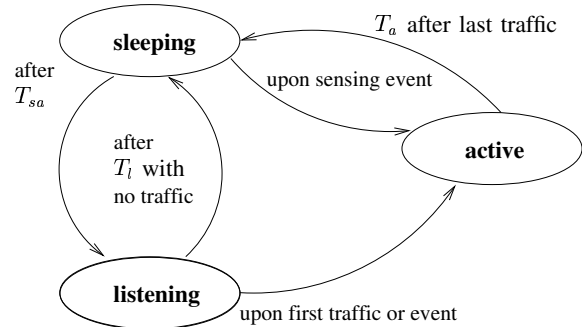 T_a after last traffic
sleeping
after
T_sa
upon sensing event
after
T_l with
no traffic
active
listening
upon first traffic or event